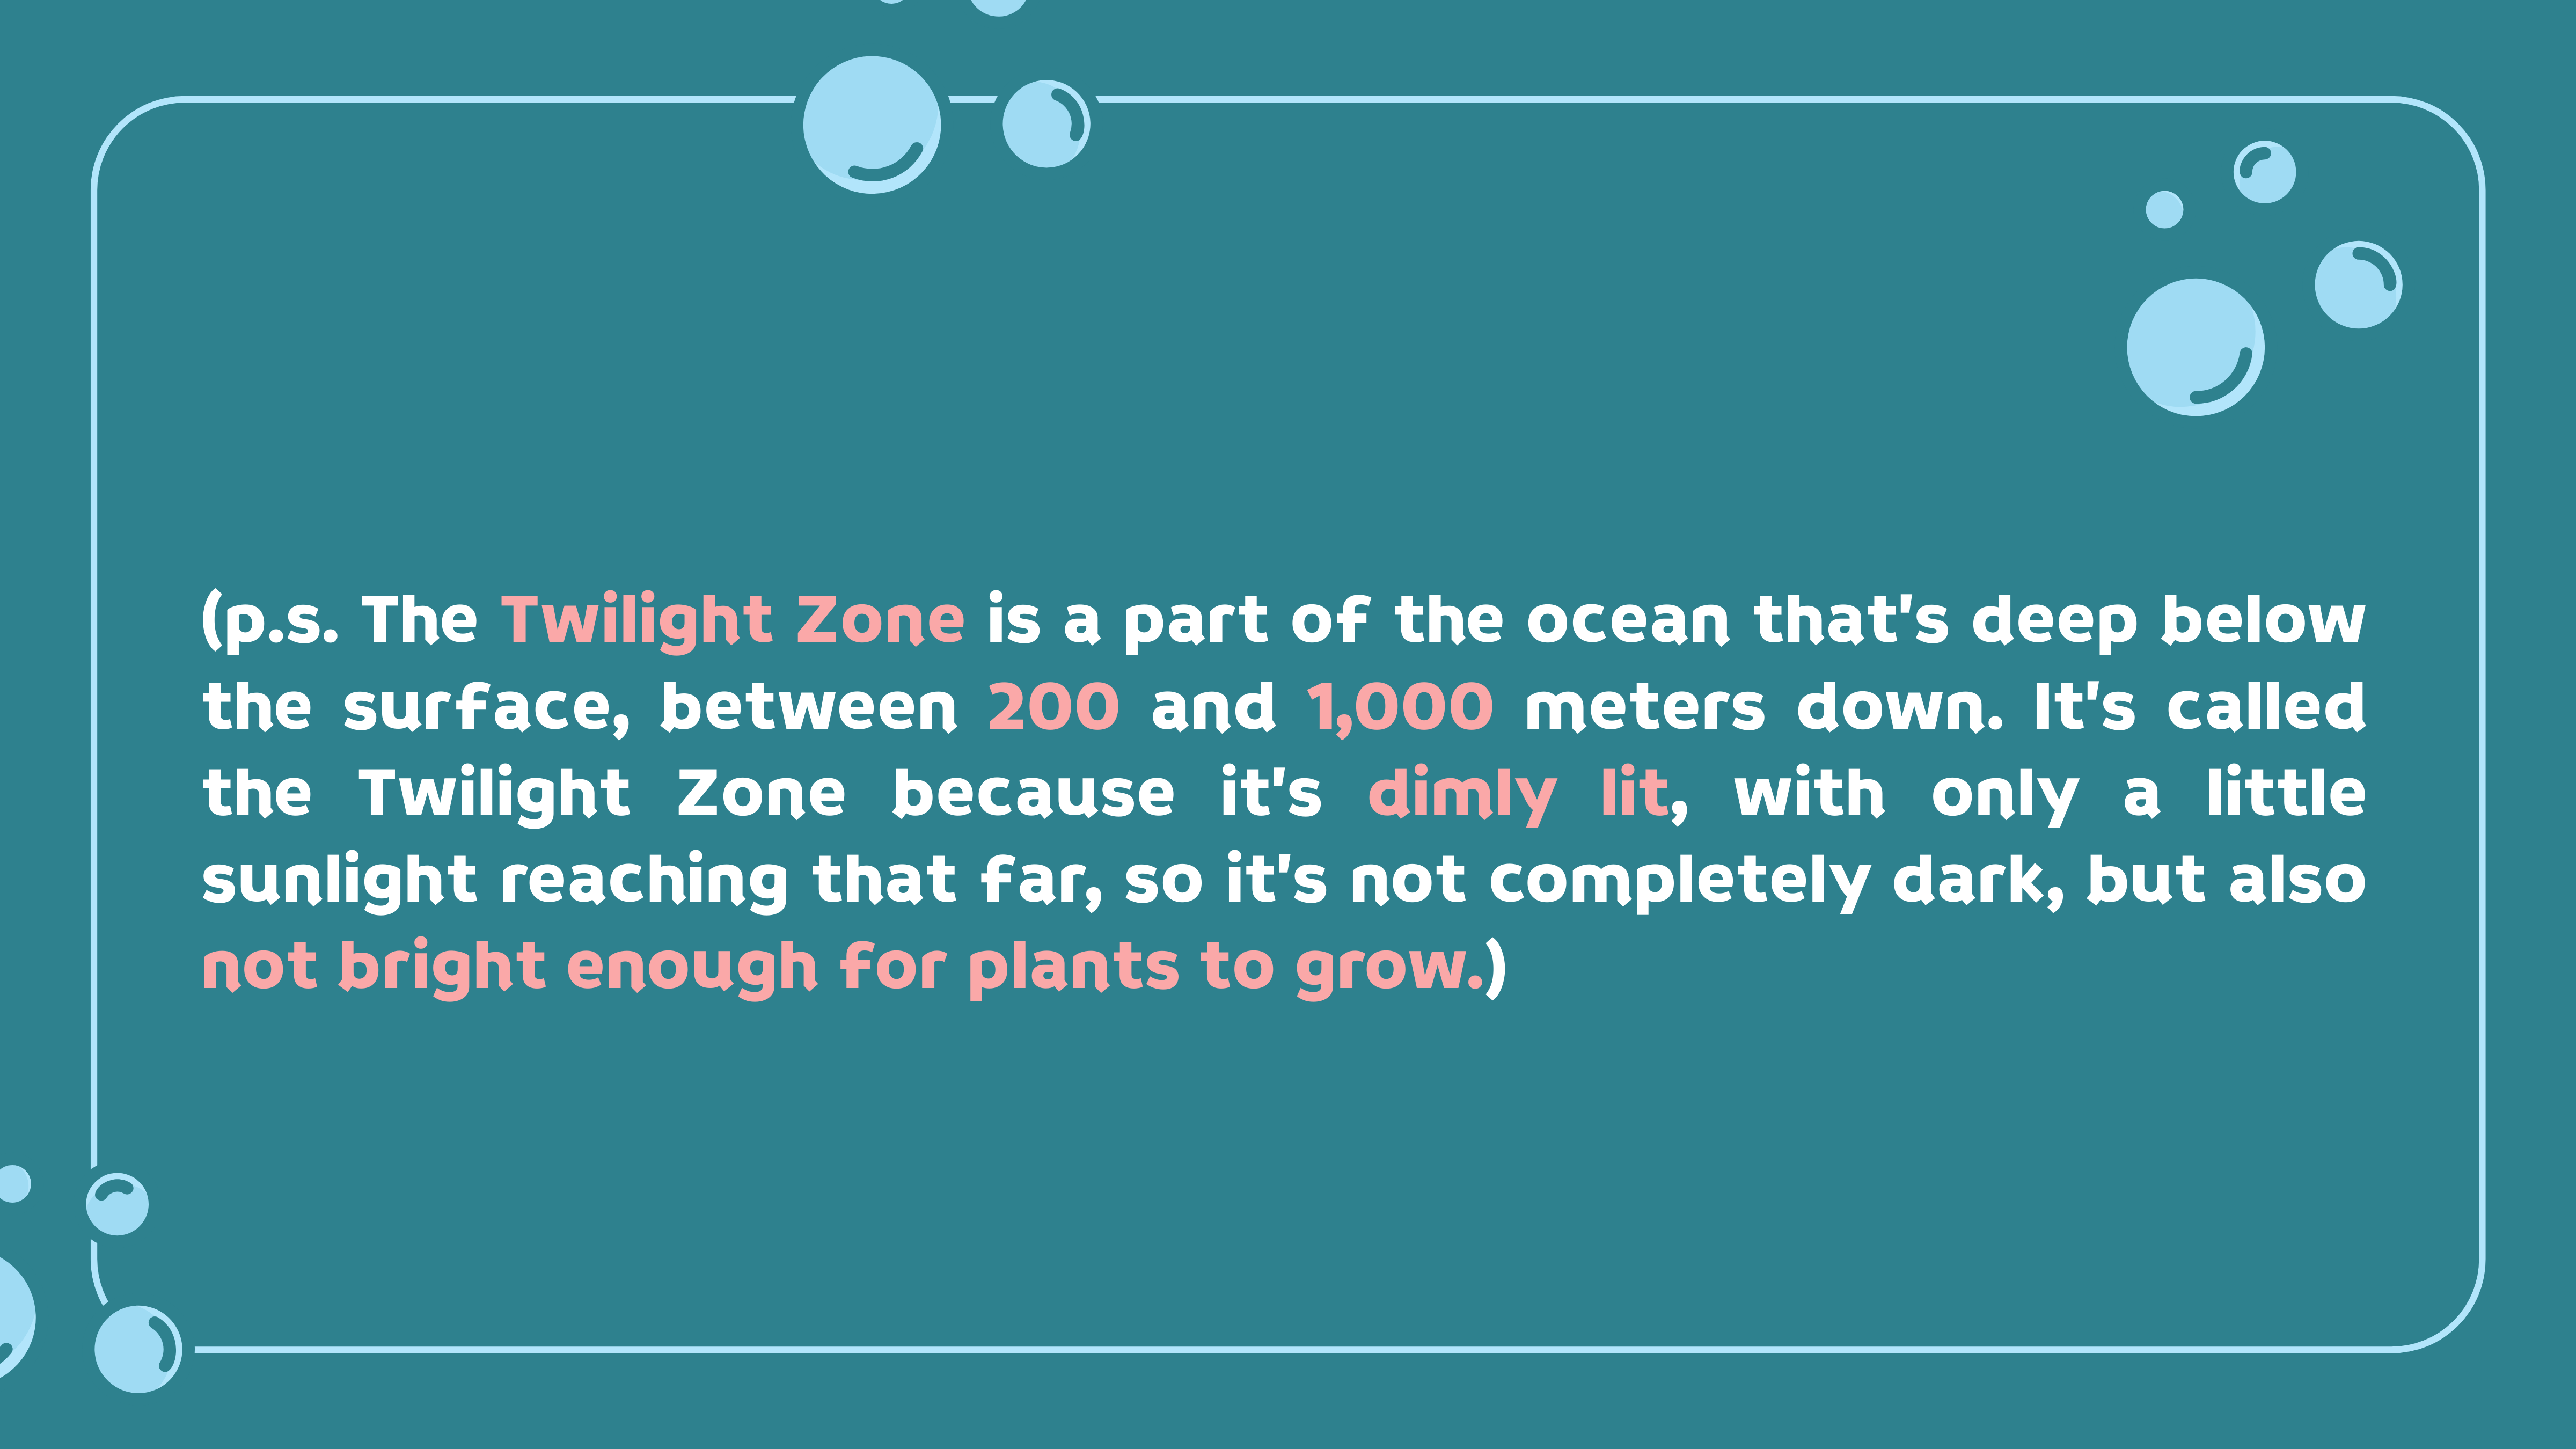 (p.s. The Twilight Zone is a part of the ocean that's deep below
the surface, between 200 and 1,000 meters down. It's called
the Twilight Zone because it's dimly lit, with only a little
sunlight reaching that far, so it's not completely dark, but also
not bright enough for plants to grow.)